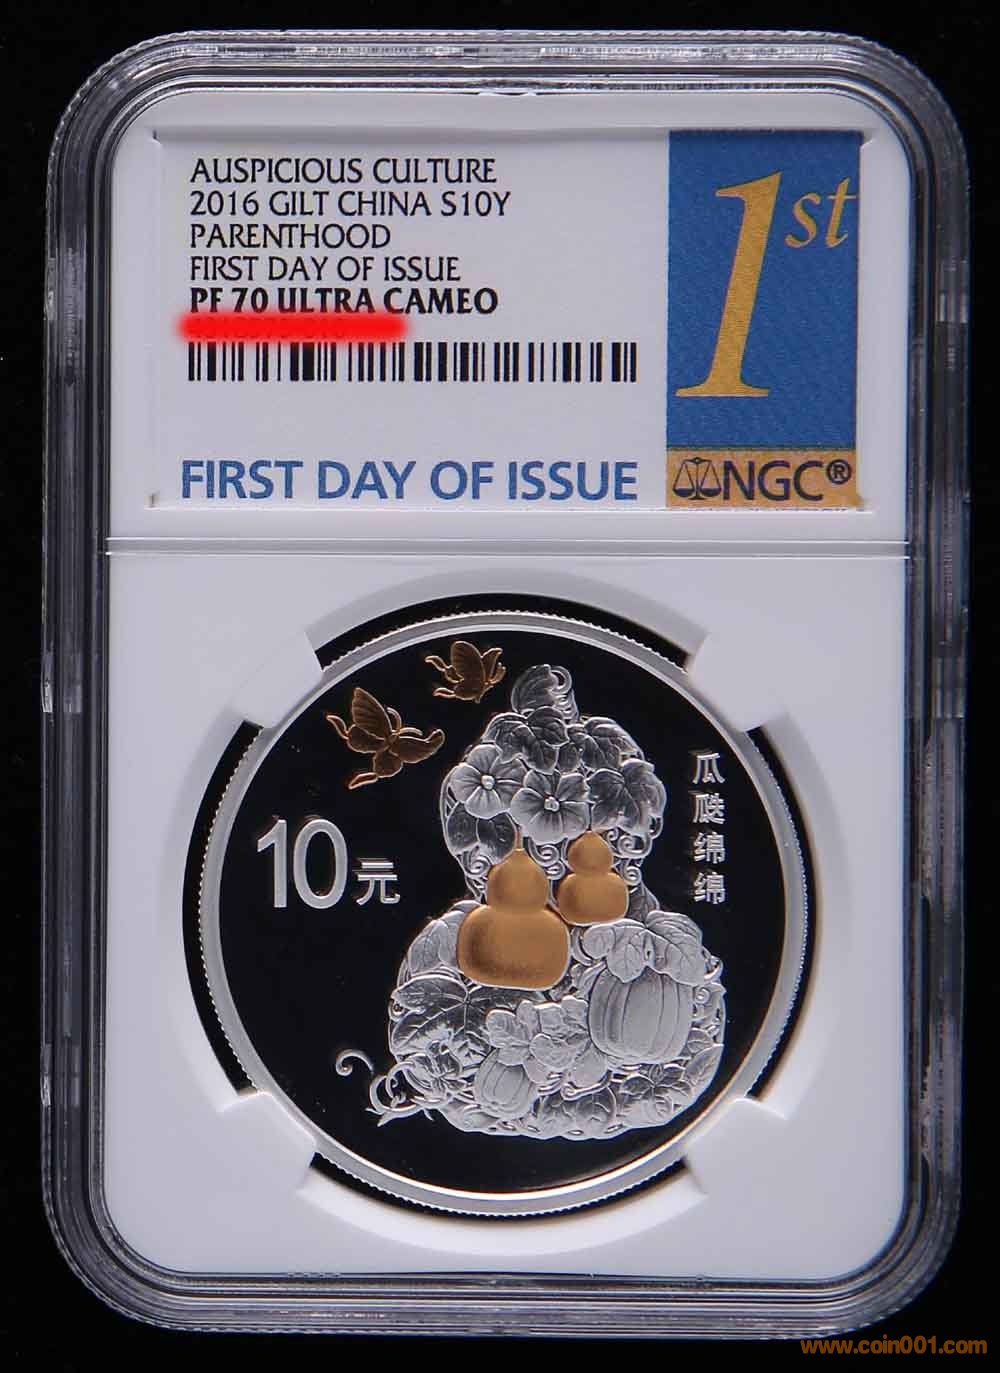 AUSPICIOUS CULTURE
2016 GILT CHINA S10Y
PARENTHOOD
FIRST DAY OF ISSUE
PF 70 ULTRA CAMEO
1st
FIRST DAY OF ISSUE
NGC®
10元
瓜瓞绵绵
www.coin001.com